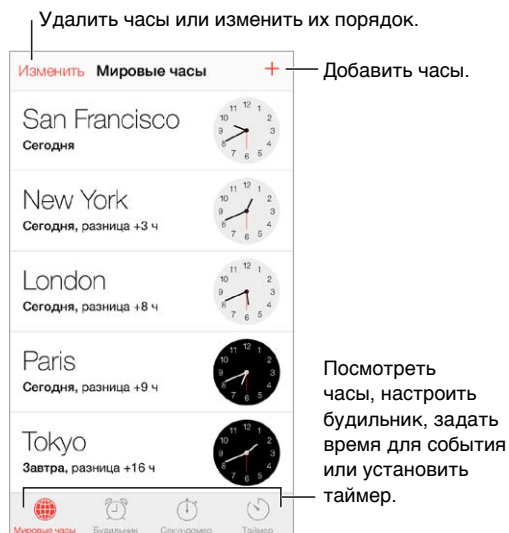 Удалить часы или изменить их порядок.
Изменить Мировые часы +
Добавить часы.
San Francisco
Сегодня
New York
Сегодня, разница +3 ч
London
Сегодня, разница +8 ч
Paris
Сегодня, разница +9 ч
Tokyo
Завтра, разница +16 ч
Посмотреть
часы, настроить
будильник, задать
время для события
или установить
таймер.
Мировые часы Будильник Секундомер Таймер